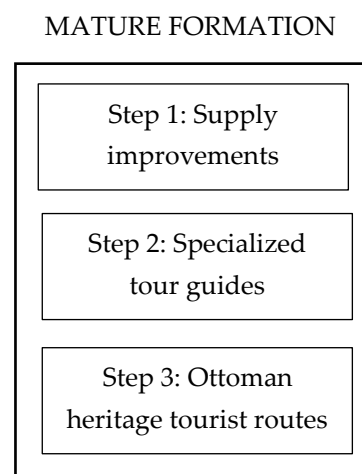 MATURE FORMATION
Step 1: Supply
improvements
Step 2: Specialized
tour guides
Step 3: Ottoman
heritage tourist routes